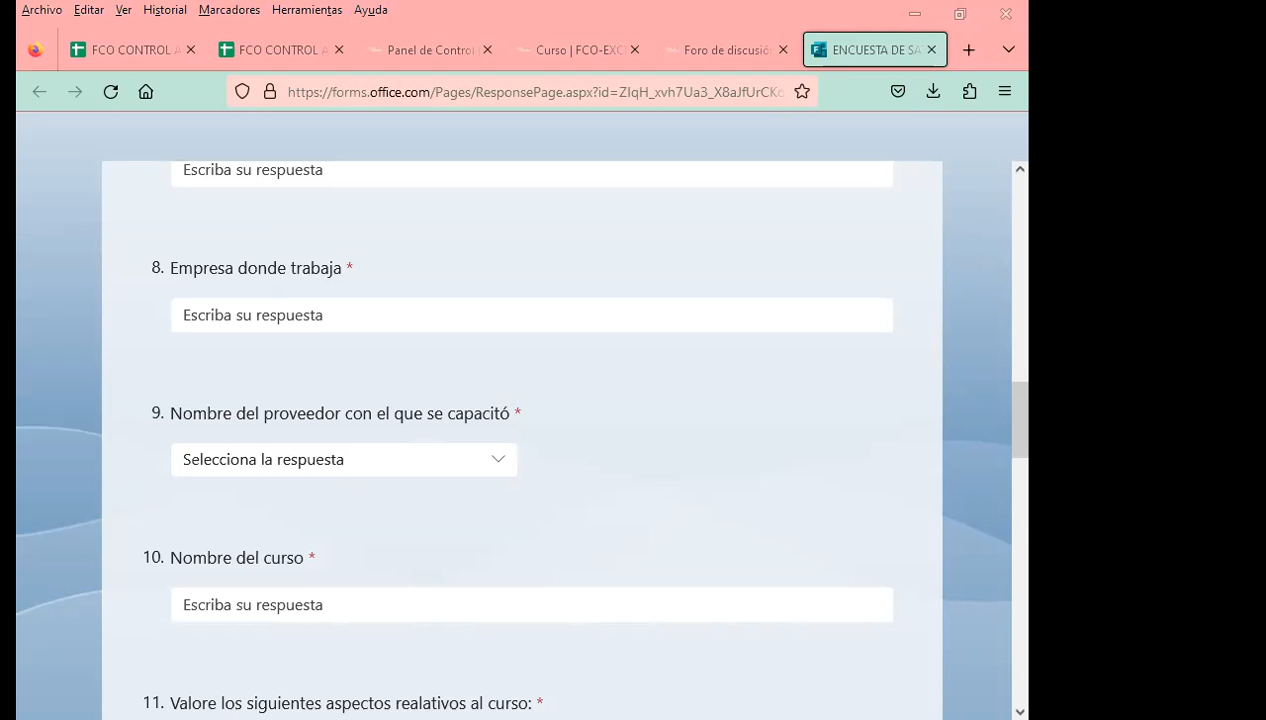 Archivo Editar Ver Historial Marcadores Herramientas Ayuda
FCO CONTROL A FCO CONTROL A Panel de Control Curso | FCO-EXC Foro de discusión ENCUESTA DE SA
https://forms.office.com/Pages/ResponsePage.aspx?id=ZIqH_xvh7Ua3_X8aJfUrCK
Escriba su respuesta
8. Empresa donde trabaja *
Escriba su respuesta
9. Nombre del proveedor con el que se capacitó *
Selecciona la respuesta
10. Nombre del curso *
Escriba su respuesta
11. Valore los siguientes aspectos realativos al curso: *